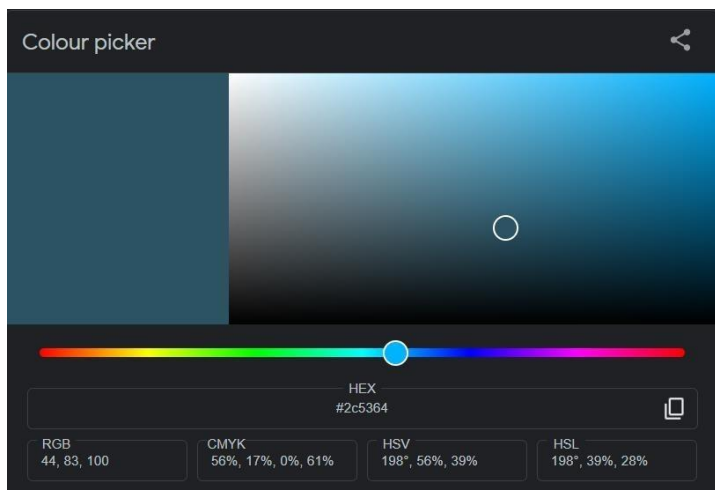 Colour picker
HEX
#2c5364
RGB
44, 83, 100
CMYK
56%, 17%, 0%, 61%
HSV
198°, 56%, 39%
HSL
198°, 39%, 28%